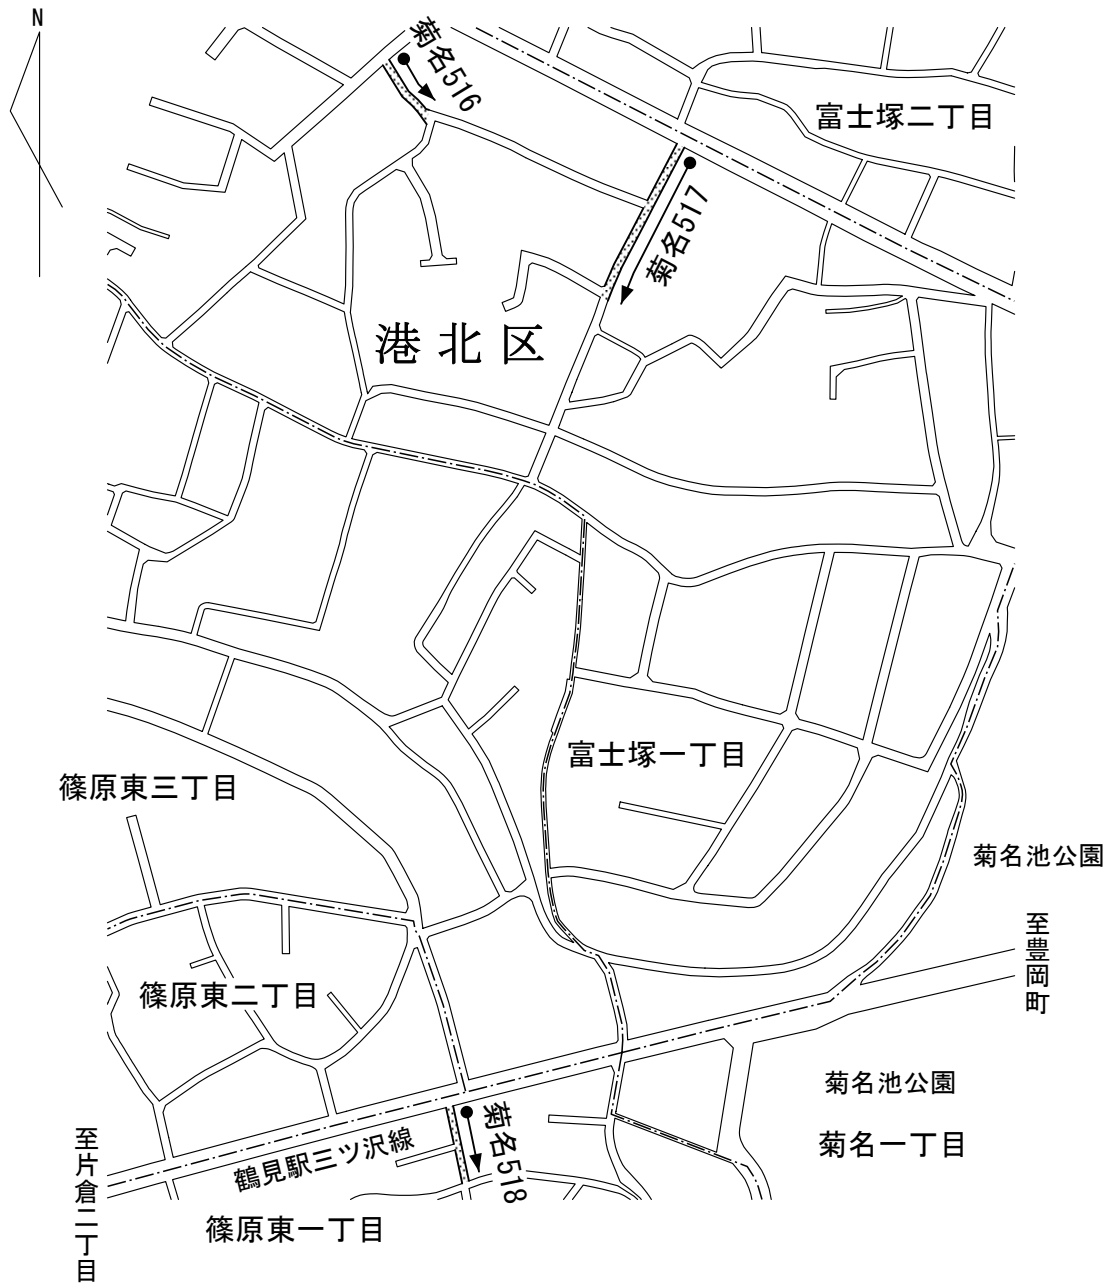 N
菊名516
富士塚二丁目
菊名517
港北区
富士塚一丁目
篠原東三丁目
菊名池公園
至豊岡町
篠原東二丁目
菊名池公園
菊名518
菊名一丁目
至片倉二丁目
鶴見駅三ツ沢線
篠原東一丁目